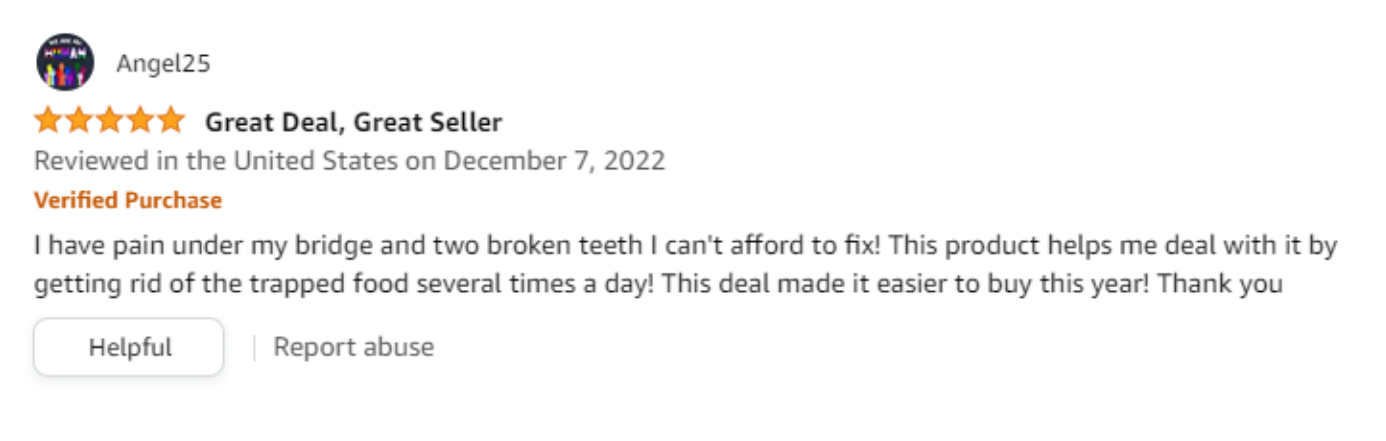 Angel25
Great Deal, Great Seller
Reviewed in the United States on December 7, 2022
Verified Purchase
I have pain under my bridge and two broken teeth I can't afford to fix! This product helps me deal with it by
getting rid of the trapped food several times a day! This deal made it easier to buy this year! Thank you
Helpful
Report abuse